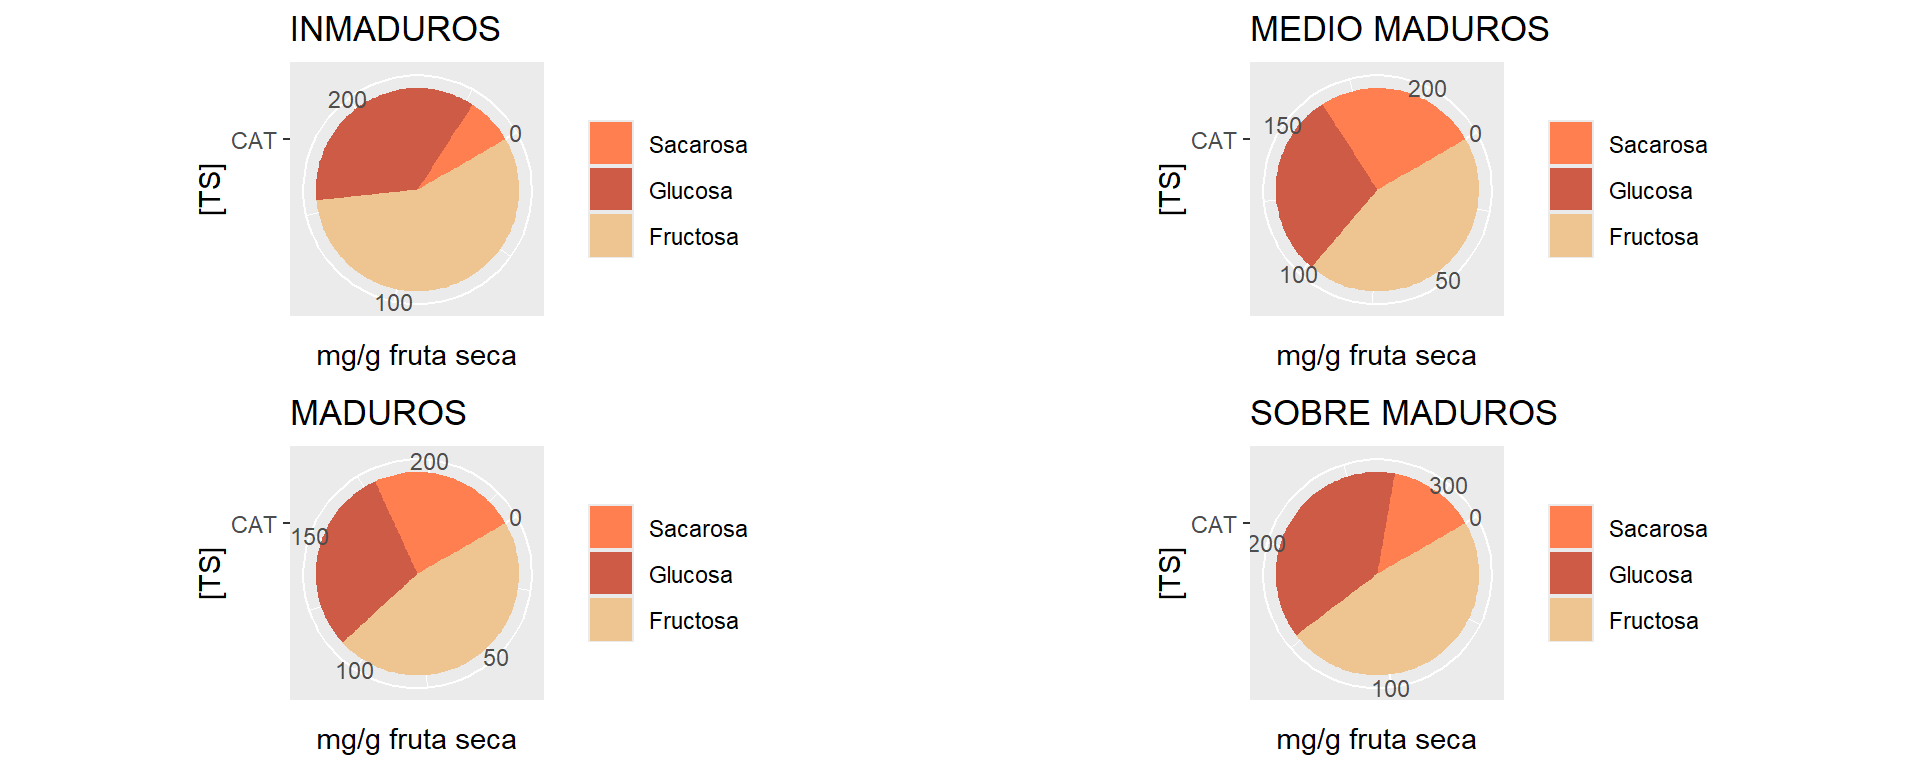 INMADUROS
200
0
CAT
[TS]
100
mg/g fruta seca
Sacarosa
Glucosa
Fructosa
MEDIO MADUROS
200
150
0
CAT
[TS]
100
50
mg/g fruta seca
Sacarosa
Glucosa
Fructosa
MADUROS
200
0
CAT
150
[TS]
100
50
mg/g fruta seca
Sacarosa
Glucosa
Fructosa
SOBRE MADUROS
300
0
CAT
200
[TS]
100
mg/g fruta seca
Sacarosa
Glucosa
Fructosa